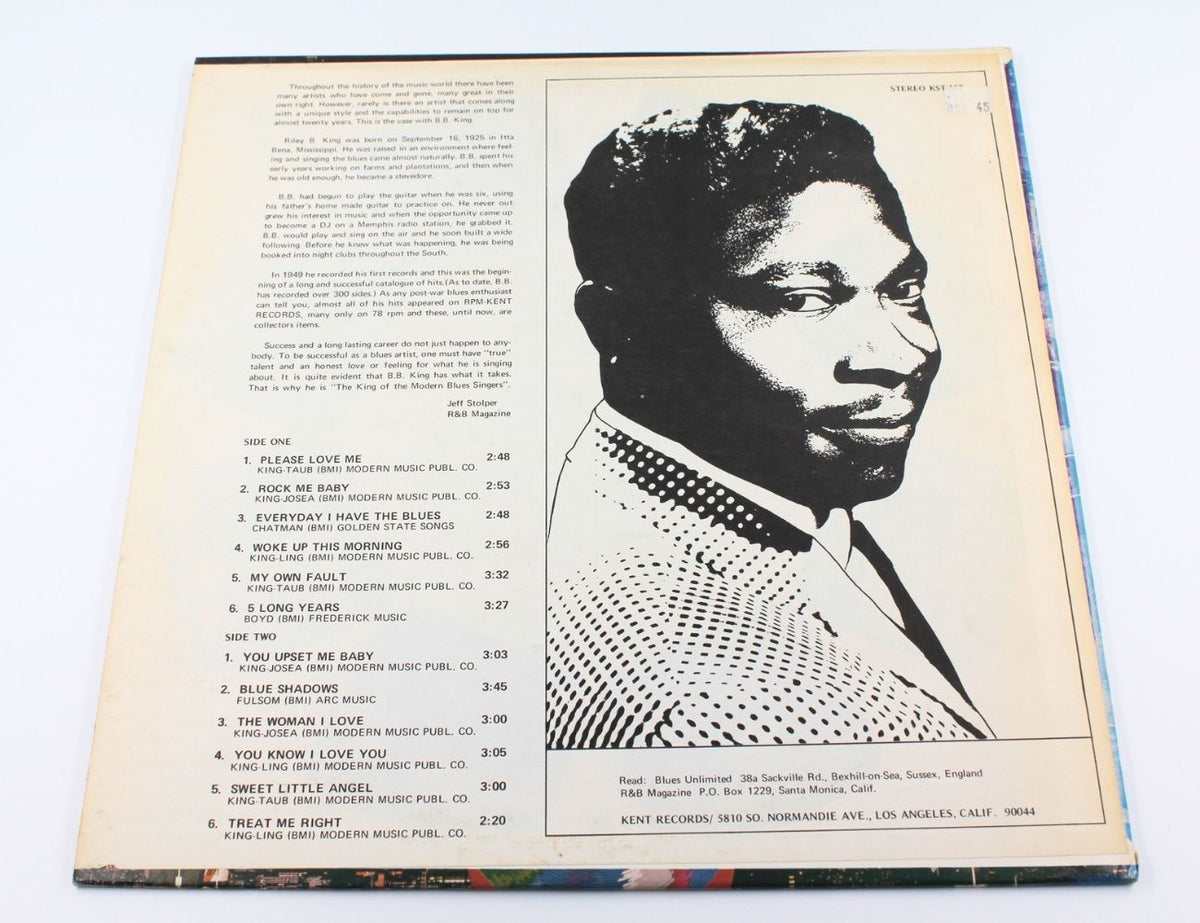 Throughout the history of the music world there have been
many artists who have come and gone, many great in their
own right. However, rarely is there an artist that comes along
with a unique style and the capabilities to remain on top for
almost twenty years. This is the case with B.B. King.
Riley B. King was born on September 16, 1925 in Itta
Bena, Mississippi. He was raised in an environment where feel-
ing and singing the blues came almost naturally. B.B. spent his
early years working on farms and plantations, and then when
he was old enough, he became a stevedore.
B.B. had begun to play the guitar when he was six, using
his father's home made guitar to practice on. He never out-
grew his interest in music and when the opportunity came up
to become a DJ on a Memphis radio station, he grabbed it.
B.B. would play and sing on the air and he soon built a wide
following. Before he knew what was happening, he was being
booked into night clubs throughout the South.
In 1949 he recorded his first records and this was the begin-
ning of a long and successful catalogue of hits.(As to date, B.B.
has recorded over 300 sides.) As any post-war blues enthusiast
can tell you, almost all of his hits appeared on RPM-KENT
RECORDS, many only on 78 rpm and these, until now, are
collectors items.
Success and a long lasting career do not just happen to any-
body. To be successful as a blues artist, one must have "true"
talent and an honest love or feeling for what he is singing
about. It is quite evident that B.B. King has what it takes.
That is why he is "The King of the Modern Blues Singers".
Jeff Stolper
R&B Magazine
SIDE ONE
1. PLEASE LOVE ME 2:48
KING-TAUB (BMI) MODERN MUSIC PUBL. CO.
2. ROCK ME BABY 2:53
KING-JOSEA (BMI) MODERN MUSIC PUBL. CO.
3. EVERYDAY I HAVE THE BLUES 2:48
CHATMAN (BMI) GOLDEN STATE SONGS
4. WOKE UP THIS MORNING 2:56
KING-LING (BMI) MODERN MUSIC PUBL. CO.
5. MY OWN FAULT 3:32
KING-TAUB (BMI) MODERN MUSIC PUBL. CO.
6. 5 LONG YEARS 3:27
BOYD (BMI) FREDERICK MUSIC
SIDE TWO
1. YOU UPSET ME BABY 3:03
KING-JOSEA (BMI) MODERN MUSIC PUBL. CO.
2. BLUE SHADOWS 3:45
FULSOM (BMI) ARC MUSIC
3. THE WOMAN I LOVE 3:00
KING-JOSEA (BMI) MODERN MUSIC PUBL. CO.
4. YOU KNOW I LOVE YOU 3:05
KING-LING (BMI) MODERN MUSIC PUBL. CO.
5. SWEET LITTLE ANGEL 3:00
KING-TAUB (BMI) MODERN MUSIC PUBL. CO.
6. TREAT ME RIGHT 2:20
KING-LING (BMI) MODERN MUSIC PUBL. CO.
STEREO KST
45
Read: Blues Unlimited 38a Sackville Rd., Bexhill-on-Sea, Sussex, England
R&B Magazine P.O. Box 1229, Santa Monica, Calif.
KENT RECORDS/ 5810 SO. NORMANDIE AVE., LOS ANGELES, CALIF. 90044